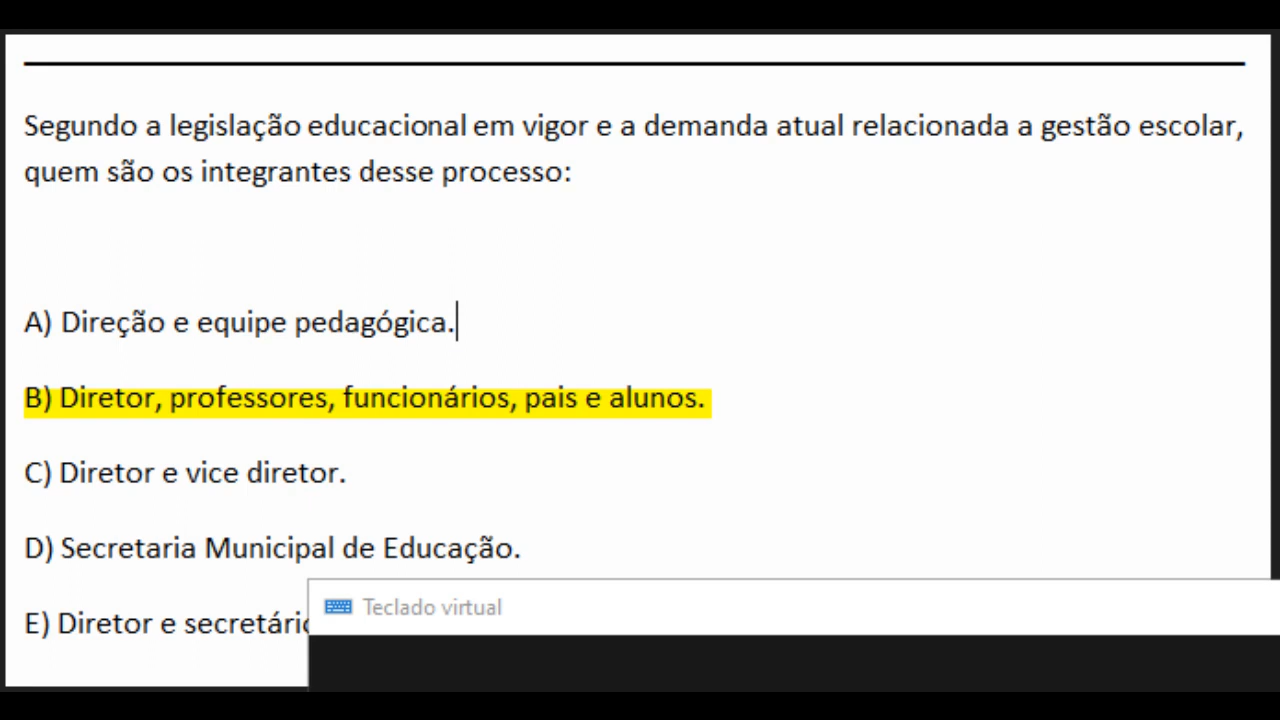 Segundo a legislação educacional em vigor e a demanda atual relacionada a gestão escolar,
quem são os integrantes desse processo:
A) Direção e equipe pedagógica.
B) Diretor, professores, funcionários, pais e alunos.
C) Diretor e vice diretor.
D) Secretaria Municipal de Educação.
E) Diretor e
Teclado virtual